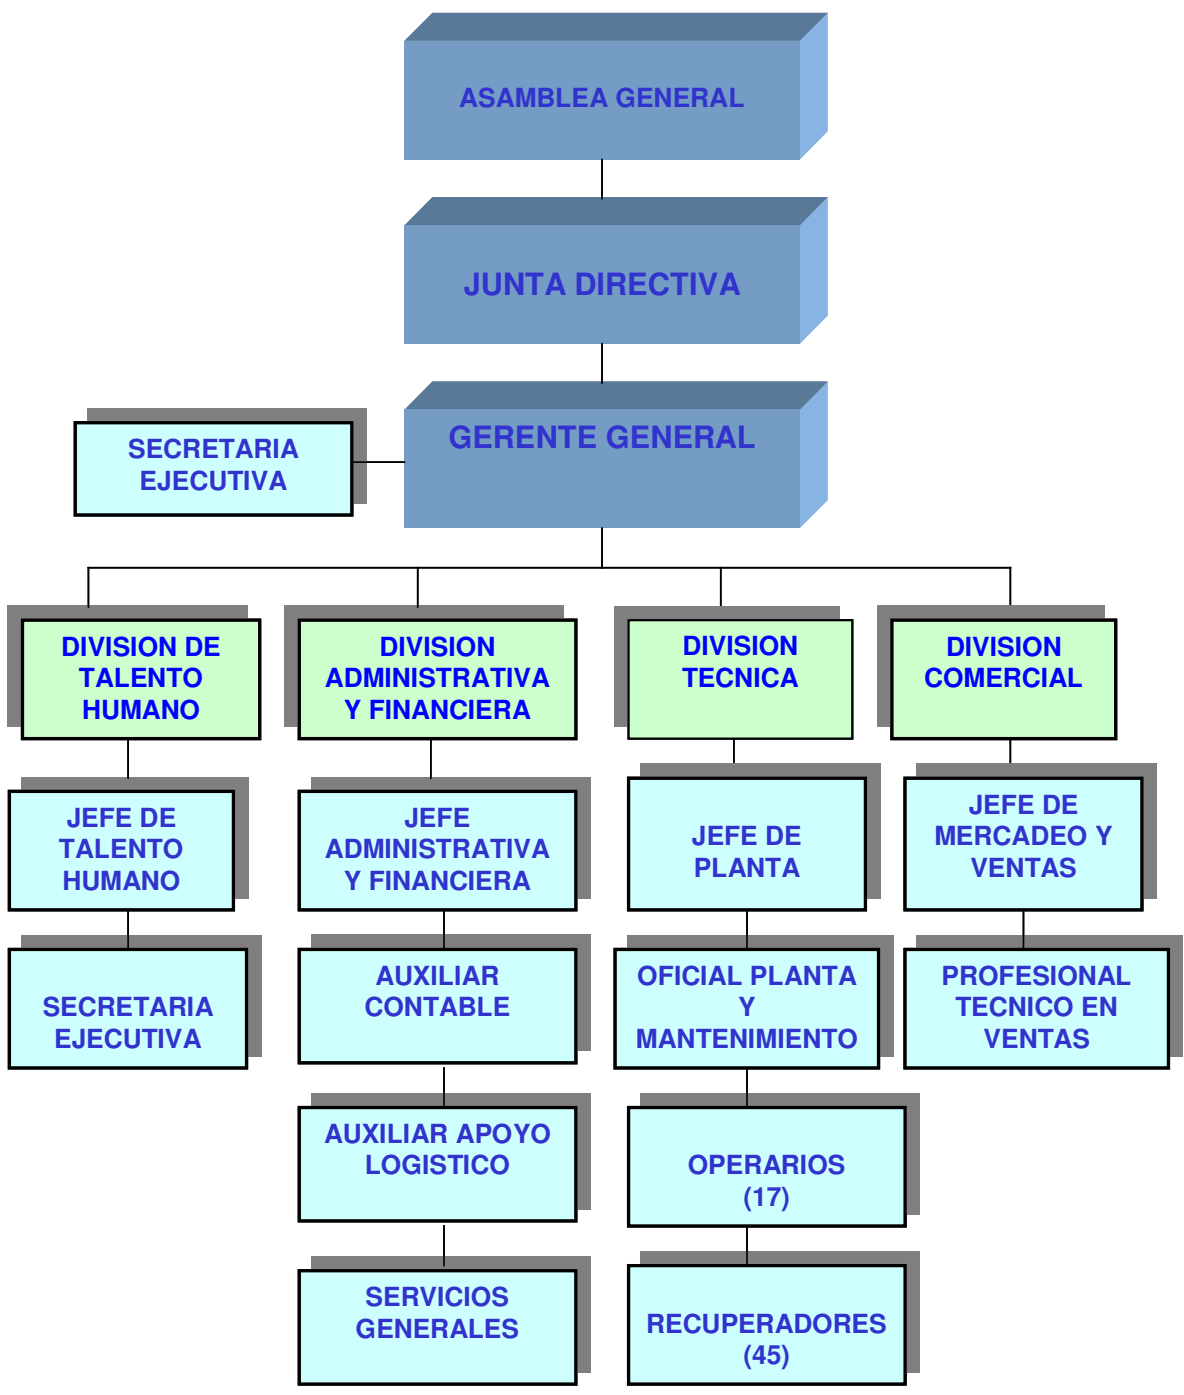 ASAMBLEA GENERAL
JUNTA DIRECTIVA
GERENTE GENERAL
SECRETARIA
EJECUTIVA
DIVISION DE
TALENTO
HUMANO
DIVISION
ADMINISTRATIVA
Y FINANCIERA
DIVISION
TECNICA
DIVISION
COMERCIAL
JEFE DE
TALENTO
HUMANO
JEFE
ADMINISTRATIVA
Y FINANCIERA
JEFE DE
PLANTA
JEFE DE
MERCADEO Y
VENTAS
SECRETARIA
EJECUTIVA
AUXILIAR
CONTABLE
OFICIAL PLANTA
Y
MANTENIMIENTO
PROFESIONAL
TECNICO EN
VENTAS
AUXILIAR APOYO
LOGISTICO
OPERARIOS
(17)
SERVICIOS
GENERALES
RECUPERADORES
(45)